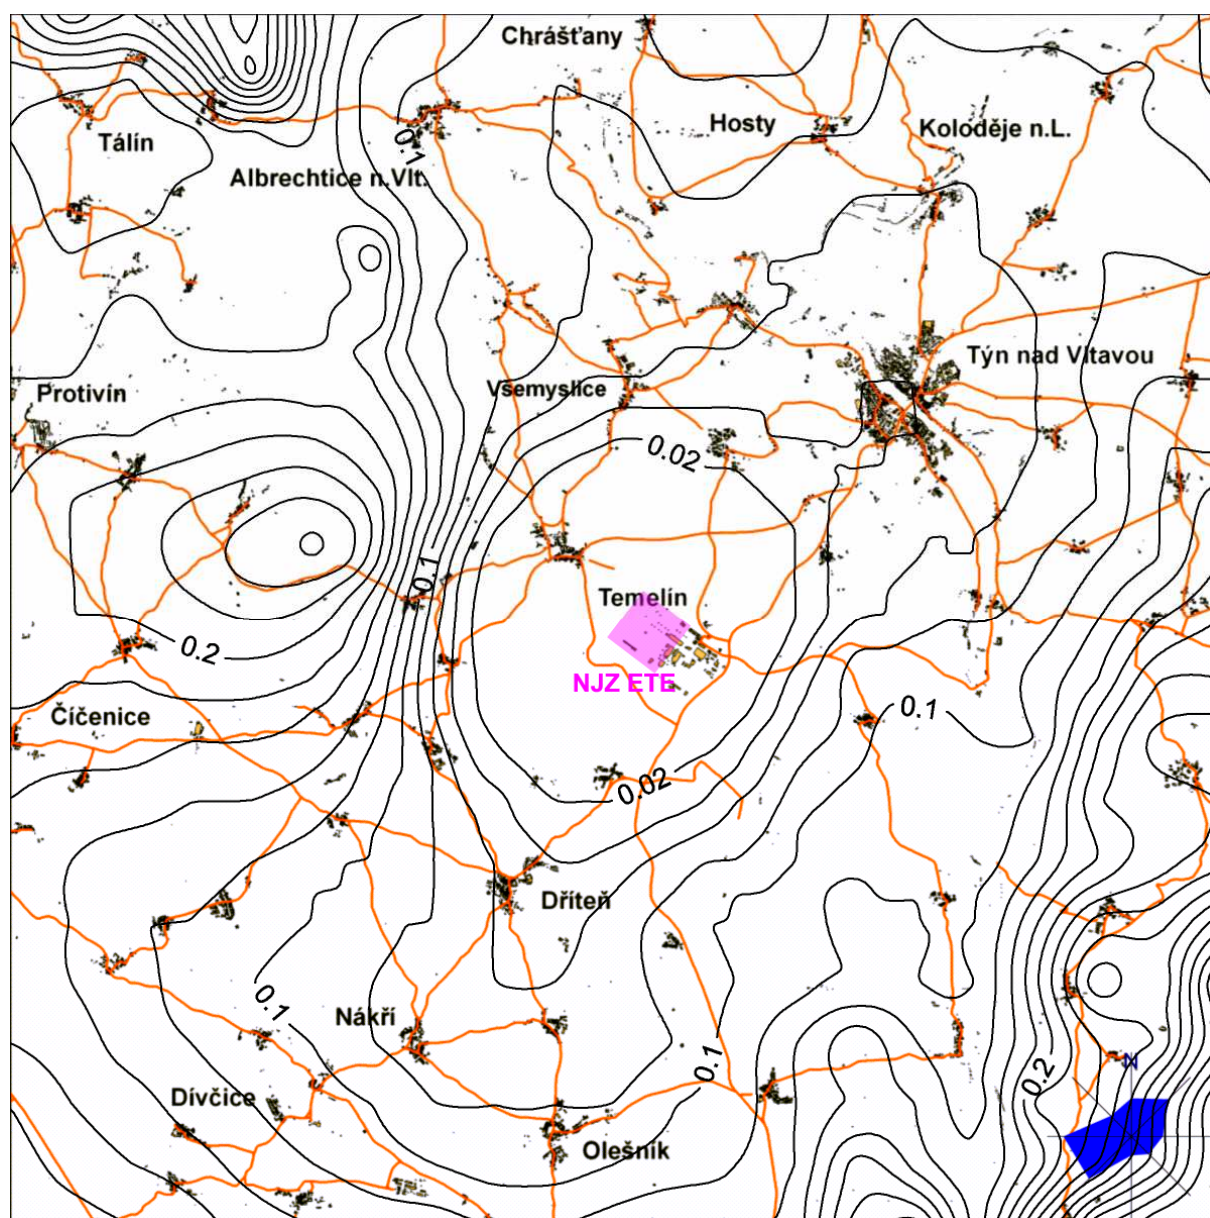 Chrášťany
Tálín
Hosty
Koloděje n.L.
0.1
Albrechtice n.Vlt.
Týn nad Vltavou
Protivín
Všemyslice
0.02
0.1
Temelín
0.2
NJZ ETE
Číčenice
0.1
0.02
Dříteň
0.1
Nákří
0.1
0.2
N
Dívčice
Olešník